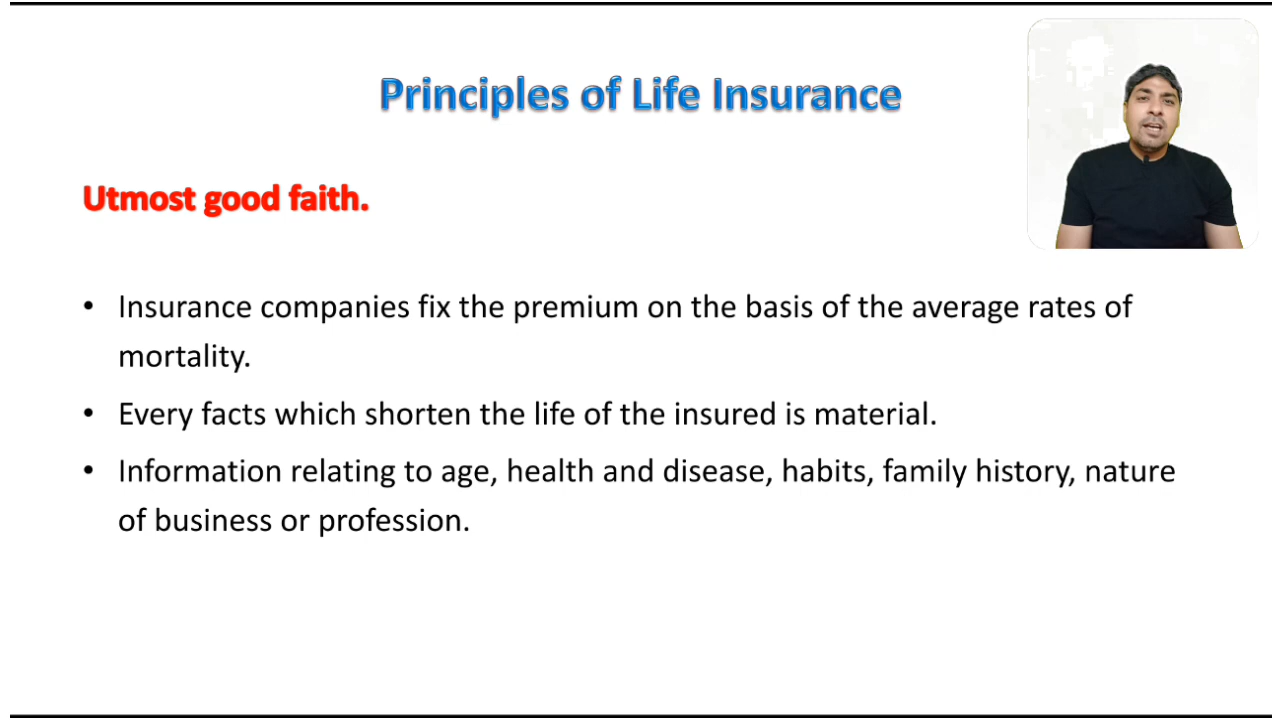 Principles of Life Insurance
Utmost good faith.
• Insurance companies fix the premium on the basis of the average rates of
mortality.
• Every facts which shorten the life of the insured is material.
• Information relating to age, health and disease, habits, family history, nature
of business or profession.